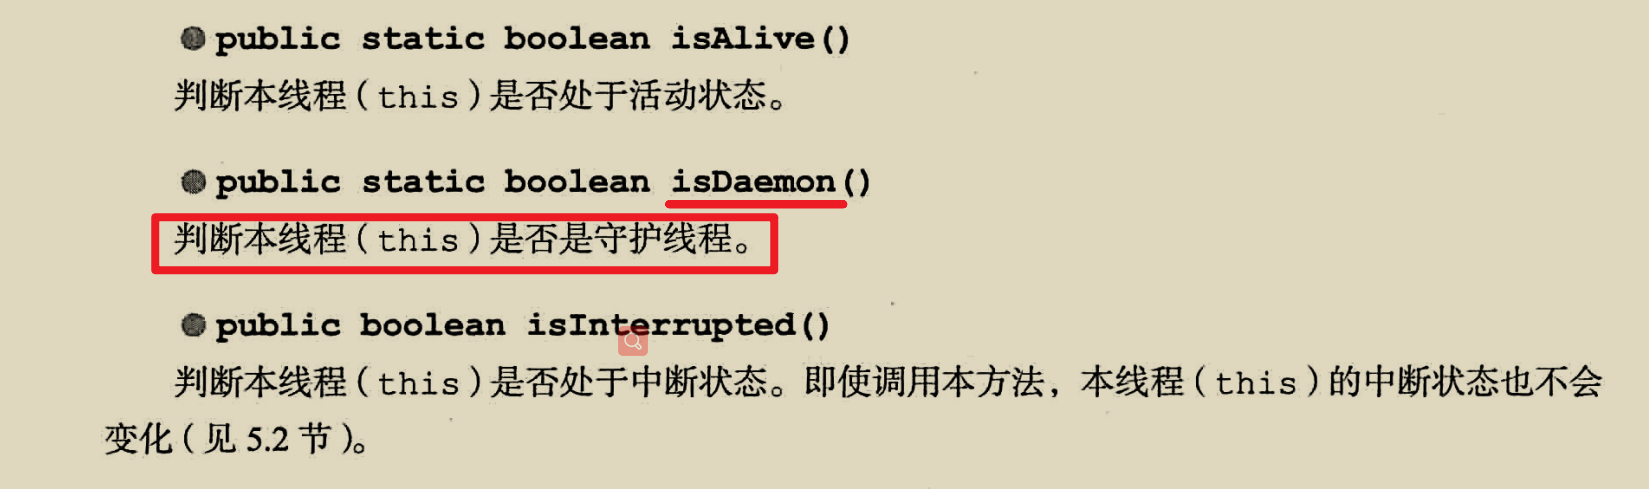 public static boolean isAlive()
判断本线程(this)是否处于活动状态。
public static boolean isDaemon()
判断本线程(this)是否是守护线程。
public boolean isInterrupted()
判断本线程(this)是否处于中断状态。即使调用本方法，本线程(this)的中断状态也不会
变化(见 5.2 节)。